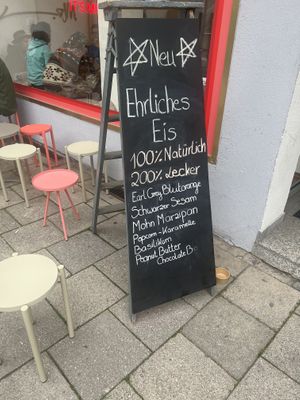 Neu
Ehrliches
Eis
100% Natürlich
200% Lecker
Earl Grey Blutorange
Schwarzer Sesam
Mohn Marzipan
Popcorn-Karamelle
Basilikum
Peanut Butter
Chocolate